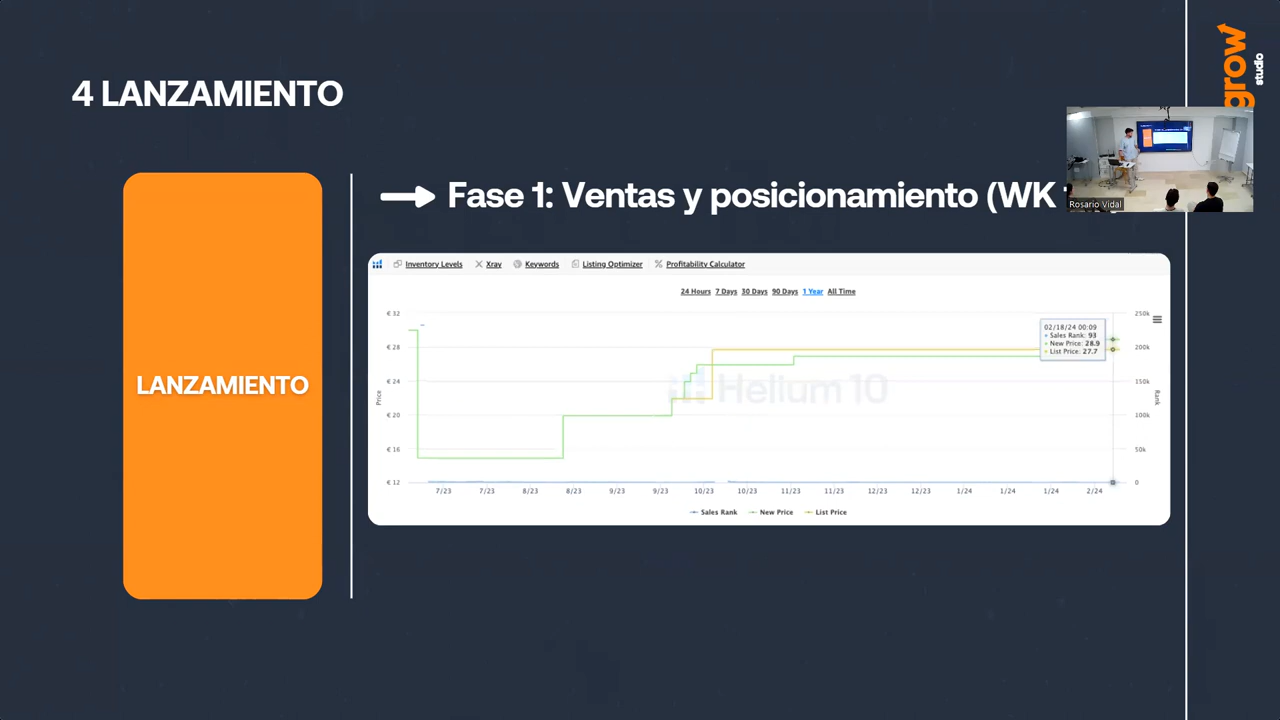 4 LANZAMIENTO
grow
studio
Fase 1: Ventas y posicionamiento (WK
Rosario Vidal
LANZAMIENTO
Inventory Levels Xray Keywords Listing Optimizer Profitability Calculator
24 Hours 7 Days 30 Days 90 Days 1 Year All Time
€ 32
€ 28
€ 24
€ 20
€ 16
€ 12
Price
Helium 10
02/18/24 00:09
Sales Rank: 93
New Price: 28.9
List Price: 27.7
250k
200k
150k
100k
50k
0
Rank
7/23 7/23 8/23 8/23 9/23 9/23 10/23 10/23 11/23 11/23 12/23 12/23 1/24 1/24 1/24 2/24
Sales Rank New Price List Price